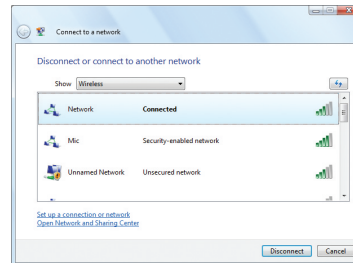 Connect to a network
Disconnect or connect to another network
Show Wireless
Network Connected
Mic Security-enabled network
Unnamed Network Unsecured network
Set up a connection or network
Open Network and Sharing Center
Disconnect Cancel